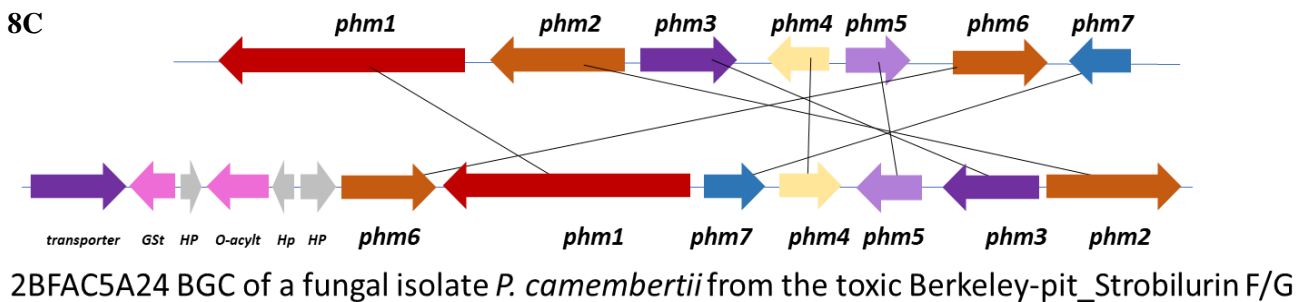 8C
phm1 phm2 phm3 phm4 phm5 phm6 phm7
transporter GSt HP O-acylt Hp HP phm6 phm1 phm7 phm4 phm5 phm3 phm2
2BFAC5A24 BGC of a fungal isolate P. camembertii from the toxic Berkeley-pit_Strobilurin F/G